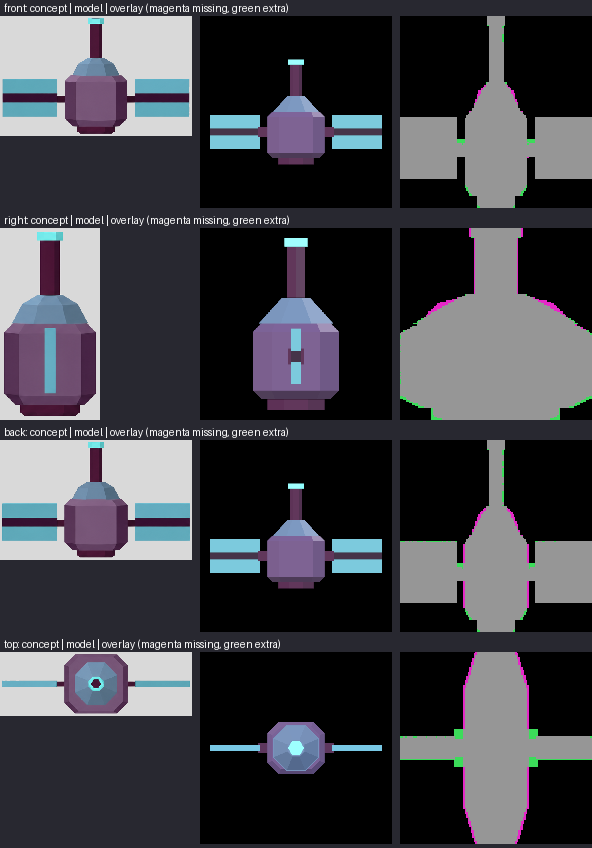 front: concept | model | overlay (magenta missing, green extra)
right: concept | model | overlay (magenta missing, green extra)
back: concept | model | overlay (magenta missing, green extra)
top: concept | model | overlay (magenta missing, green extra)